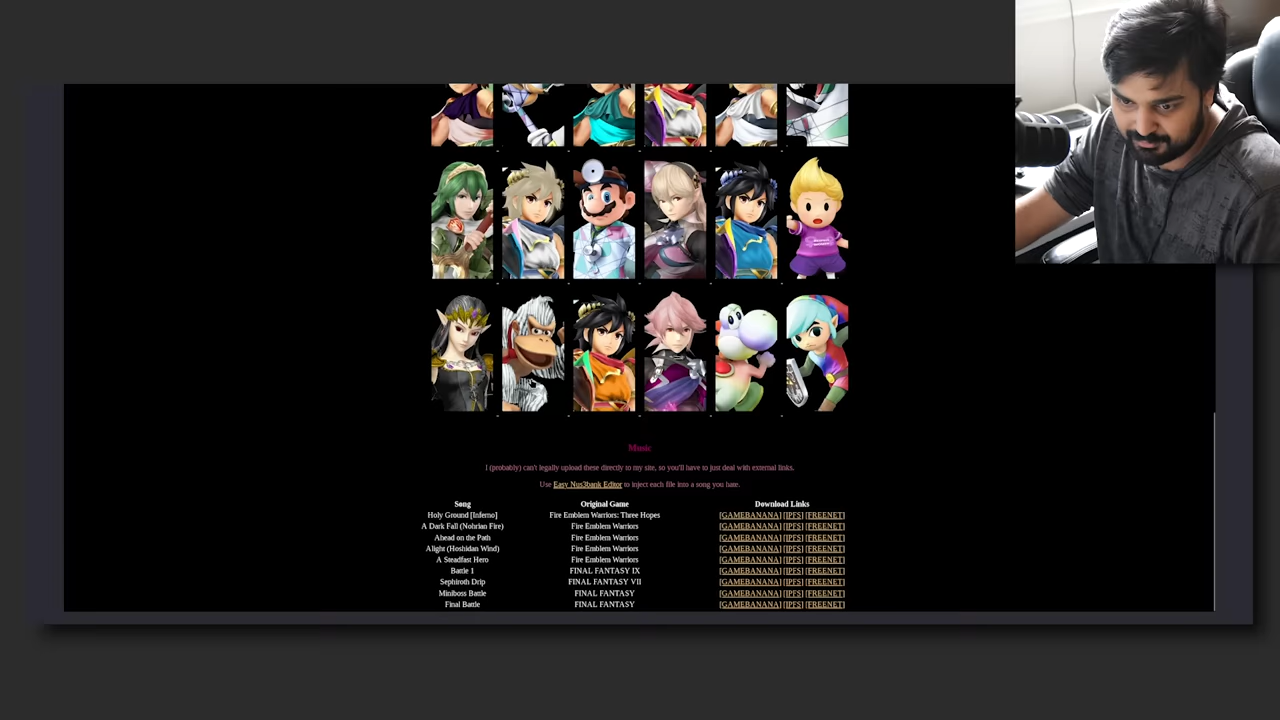 Music
I (probably) can't legally upload these directly to my site, so you'll have to just deal with external links.
Use Easy Nus3bank Editor to inject each file into a song you hate.
Song Original Game Download Links
Holy Ground [Inferno] Fire Emblem Warriors: Three Hopes [GAMEBANANA] [IPFS] [FREENET]
A Dark Fall (Nohrian Fire) Fire Emblem Warriors [GAMEBANANA] [IPFS] [FREENET]
Ahead on the Path Fire Emblem Warriors [GAMEBANANA] [IPFS] [FREENET]
Alight (Hoshidan Wind) Fire Emblem Warriors [GAMEBANANA] [IPFS] [FREENET]
A Steadfast Hero Fire Emblem Warriors [GAMEBANANA] [IPFS] [FREENET]
Battle 1 FINAL FANTASY IX [GAMEBANANA] [IPFS] [FREENET]
Sephiroth Drip FINAL FANTASY VII [GAMEBANANA] [IPFS] [FREENET]
Miniboss Battle FINAL FANTASY [GAMEBANANA] [IPFS] [FREENET]
Final Battle FINAL FANTASY [GAMEBANANA] [IPFS] [FREENET]